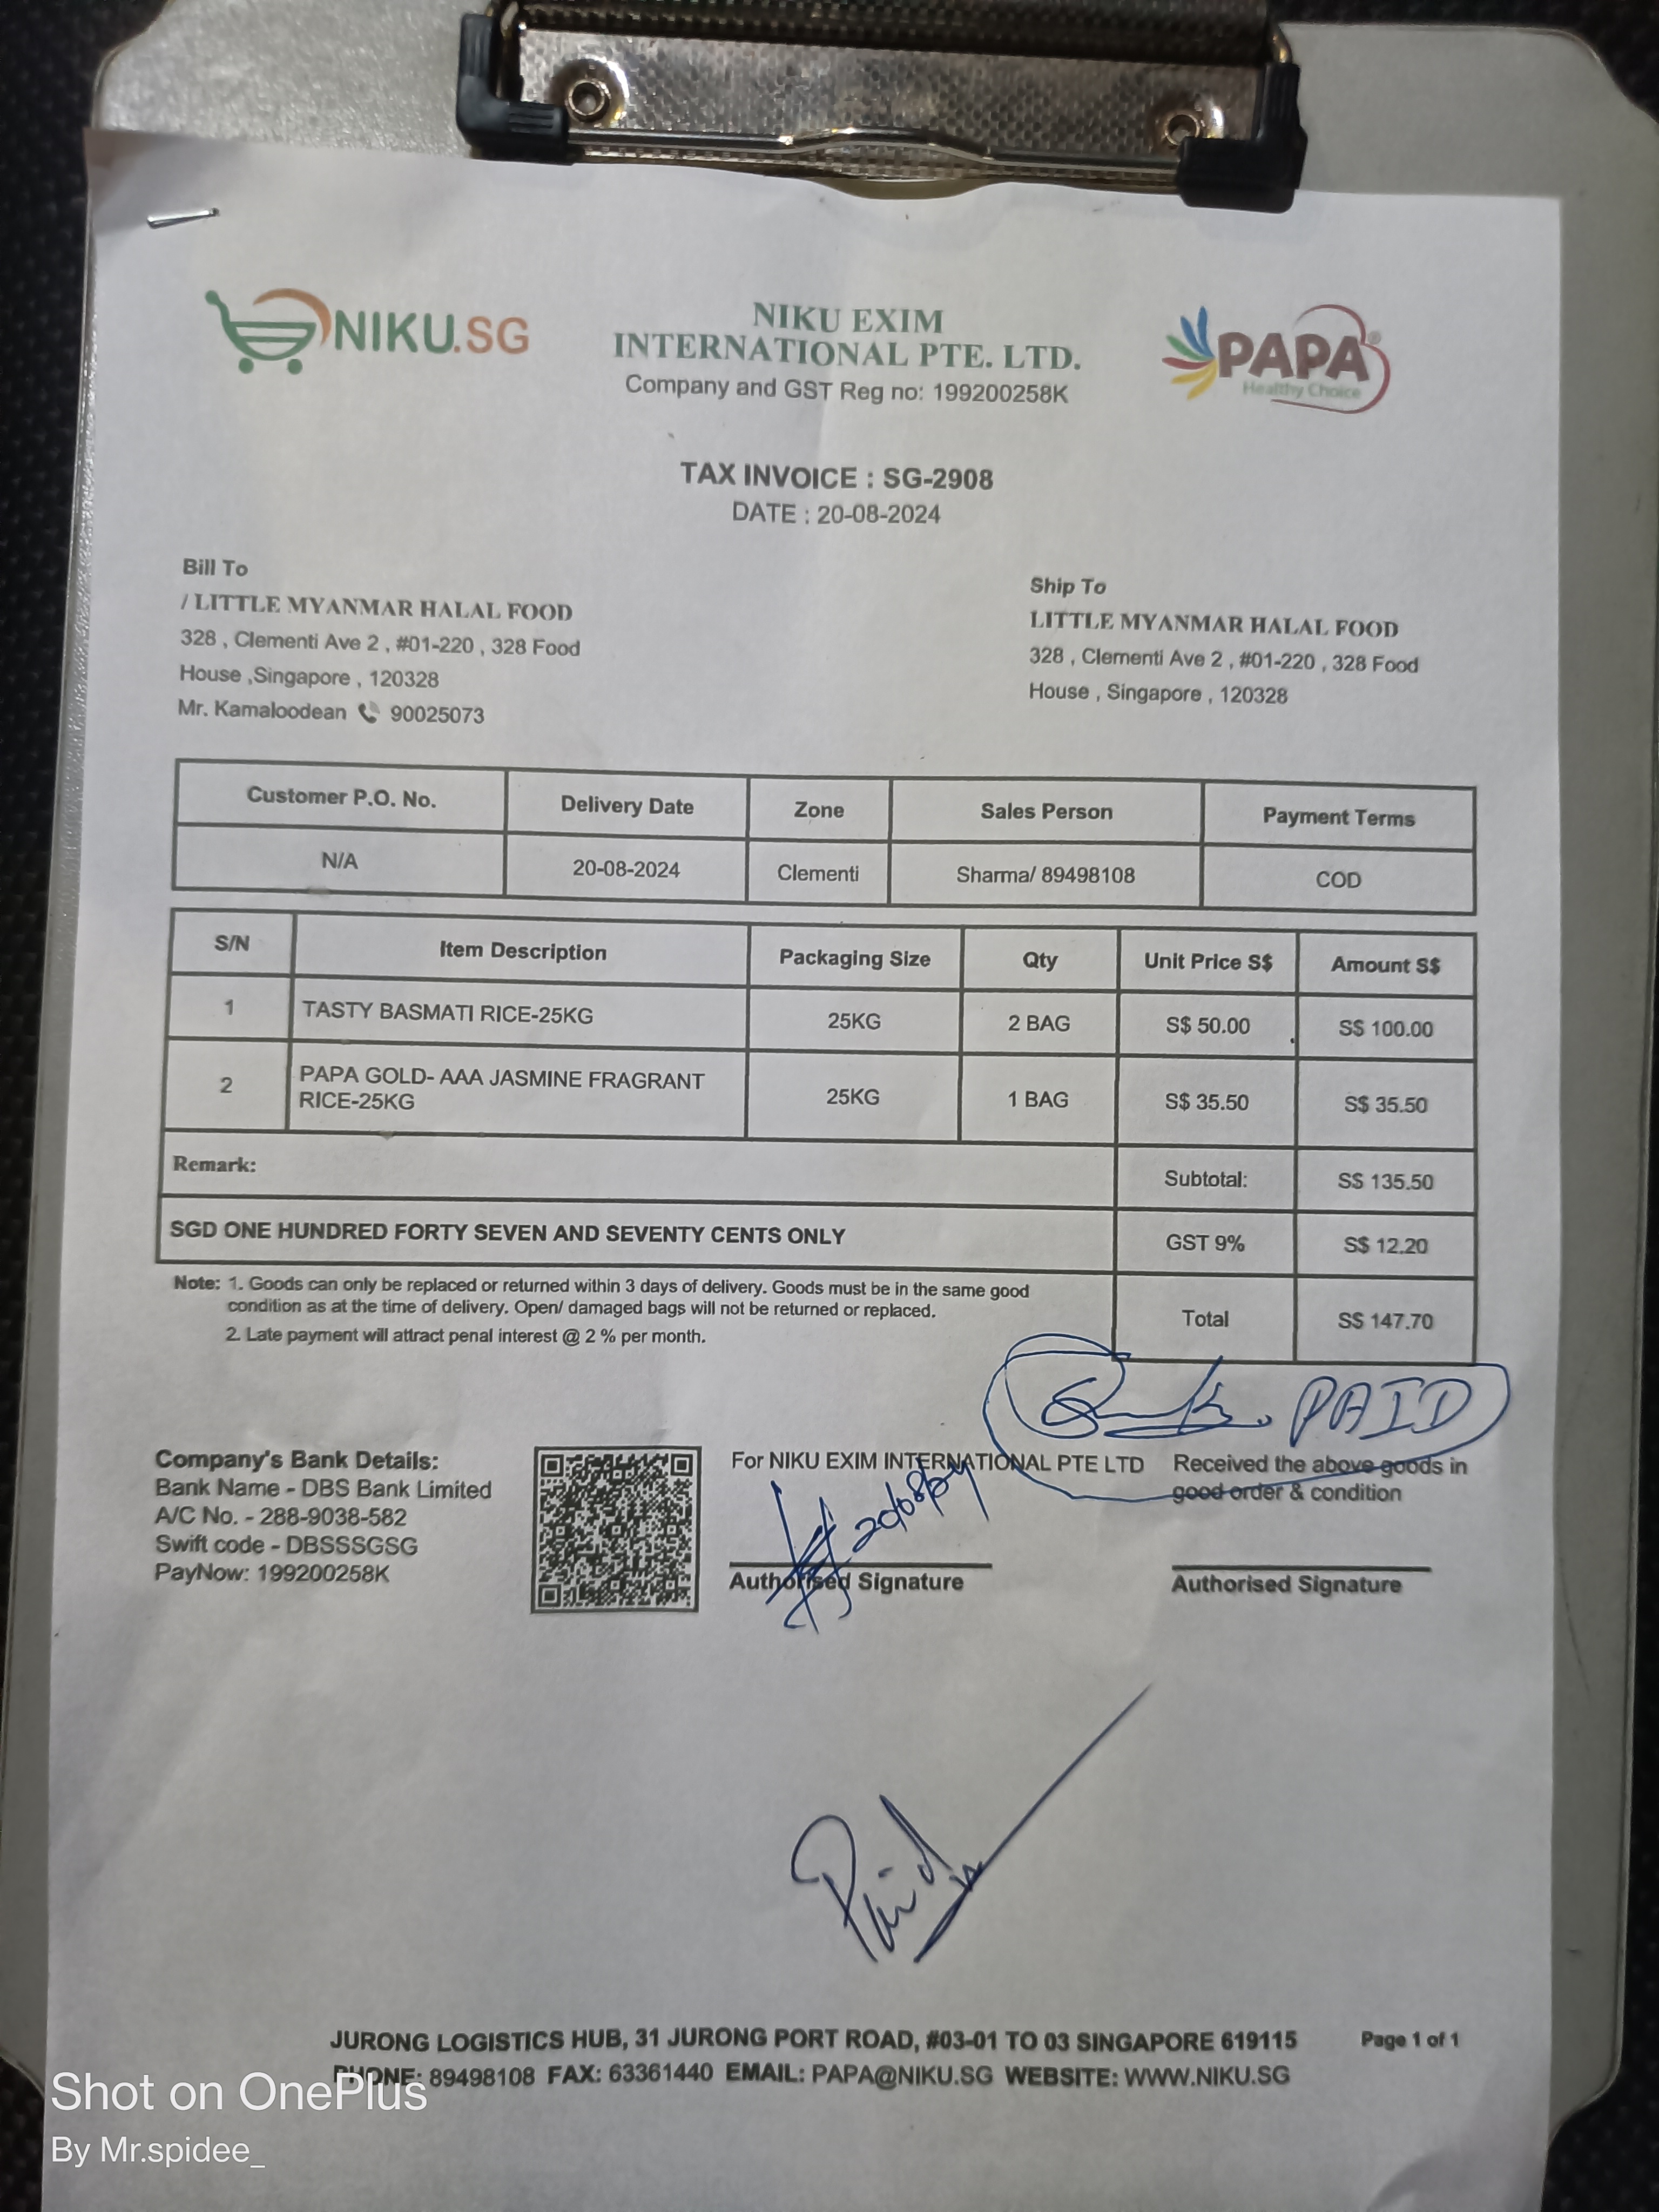 NIKU.SG
NIKU EXIM
INTERNATIONAL PTE. LTD.
Company and GST Reg no: 199200258K
PAPA®
Healthy Choice
TAX INVOICE : SG-2908
DATE : 20-08-2024
Bill To
/ LITTLE MYANMAR HALAL FOOD
328 , Clementi Ave 2 , #01-220 , 328 Food
House ,Singapore , 120328
Mr. Kamaloodean 90025073
Ship To
LITTLE MYANMAR HALAL FOOD
328 , Clementi Ave 2 , #01-220 , 328 Food
House , Singapore , 120328
Customer P.O. No. Delivery Date Zone Sales Person Payment Terms
N/A 20-08-2024 Clementi Sharma/ 89498108 COD
S/N Item Description Packaging Size Qty Unit Price S$ Amount S$
1 TASTY BASMATI RICE-25KG 25KG 2 BAG S$ 50.00 S$ 100.00
2 PAPA GOLD- AAA JASMINE FRAGRANT RICE-25KG 25KG 1 BAG S$ 35.50 S$ 35.50
Remark: Subtotal: S$ 135.50
SGD ONE HUNDRED FORTY SEVEN AND SEVENTY CENTS ONLY GST 9% S$ 12.20
Total S$ 147.70
Note: 1. Goods can only be replaced or returned within 3 days of delivery. Goods must be in the same good
condition as at the time of delivery. Open/ damaged bags will not be returned or replaced.
2. Late payment will attract penal interest @ 2 % per month.
PAID
Company's Bank Details:
Bank Name - DBS Bank Limited
A/C No. - 288-9038-582
Swift code - DBSSSGSG
PayNow: 199200258K
For NIKU EXIM INTERNATIONAL PTE LTD
20/08/24
Authorised Signature
Received the above goods in
good order & condition
Authorised Signature
Paid
JURONG LOGISTICS HUB, 31 JURONG PORT ROAD, #03-01 TO 03 SINGAPORE 619115
Page 1 of 1
PHONE: 89498108 FAX: 63361440 EMAIL: PAPA@NIKU.SG WEBSITE: WWW.NIKU.SG
Shot on OnePlus
By Mr.spidee_